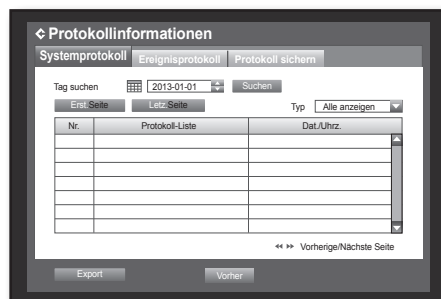 Protokollinformationen
Systemprotokoll Ereignisprotokoll Protokoll sichern
Tag suchen 2013-01-01 Suchen
Erst.Seite Letz.Seite Typ Alle anzeigen
Nr. Protokoll-Liste Dat./Uhrz.
Vorherige/Nächste Seite
Export Vorher